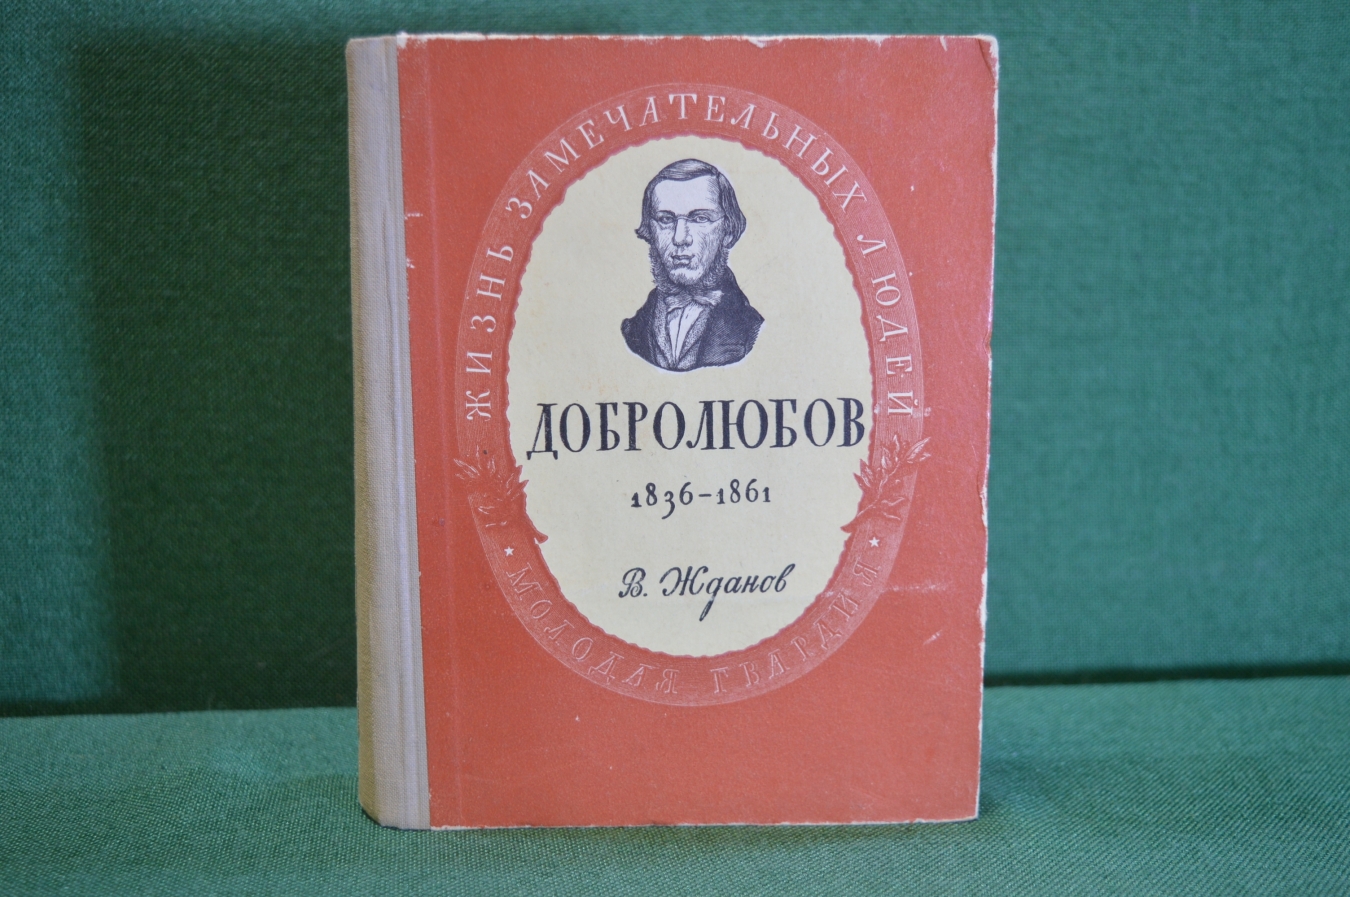 ЖИЗНЬ ЗАМЕЧАТЕЛЬНЫХ ЛЮДЕЙ
ДОБРОЛЮБОВ
1836-1861
В. Жданов
МОЛОДАЯ ГВАРДИЯ